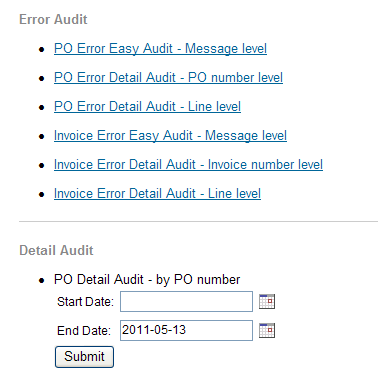 Error Audit
PO Error Easy Audit - Message level
PO Error Detail Audit - PO number level
PO Error Detail Audit - Line level
Invoice Error Easy Audit - Message level
Invoice Error Detail Audit - Invoice number level
Invoice Error Detail Audit - Line level
Detail Audit
PO Detail Audit - by PO number
Start Date:
End Date: 2011-05-13
Submit